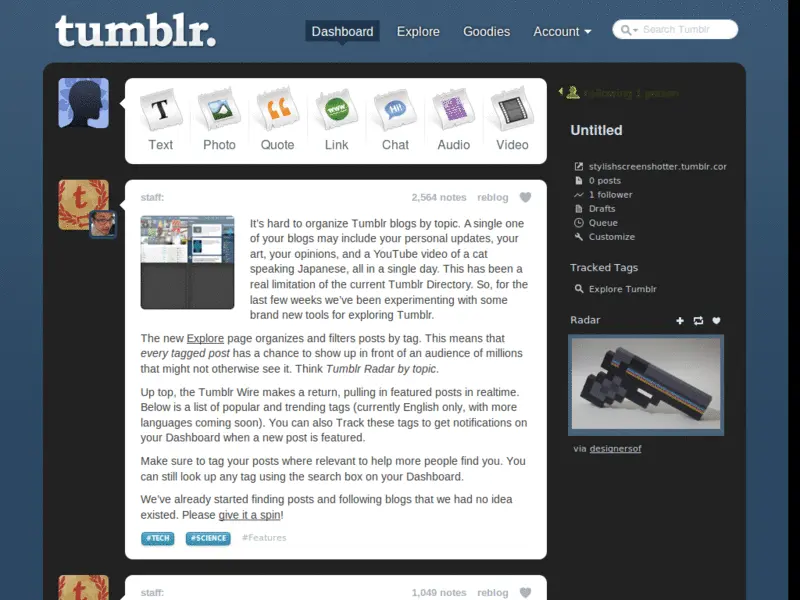 tumblr.
Dashboard
Explore
Goodies
Account
Search Tumblr
Text
Photo
Quote
Link
Chat
Audio
Video
Following 1 person
Untitled
stylishscreenshotter.tumblr.cor
0 posts
1 follower
Drafts
Queue
Customize
Tracked Tags
Explore Tumblr
Radar
via designersof
staff:
2,564 notes reblog
It's hard to organize Tumblr blogs by topic. A single one
of your blogs may include your personal updates, your
art, your opinions, and a YouTube video of a cat
speaking Japanese, all in a single day. This has been a
real limitation of the current Tumblr Directory. So, for the
last few weeks we've been experimenting with some
brand new tools for exploring Tumblr.
The new Explore page organizes and filters posts by tag. This means that
every tagged post has a chance to show up in front of an audience of millions
that might not otherwise see it. Think Tumblr Radar by topic.
Up top, the Tumblr Wire makes a return, pulling in featured posts in realtime.
Below is a list of popular and trending tags (currently English only, with more
languages coming soon). You can also Track these tags to get notifications on
your Dashboard when a new post is featured.
Make sure to tag your posts where relevant to help more people find you. You
can still look up any tag using the search box on your Dashboard.
We've already started finding posts and following blogs that we had no idea
existed. Please give it a spin!
#TECH #SCIENCE #Features
staff:
1,049 notes reblog